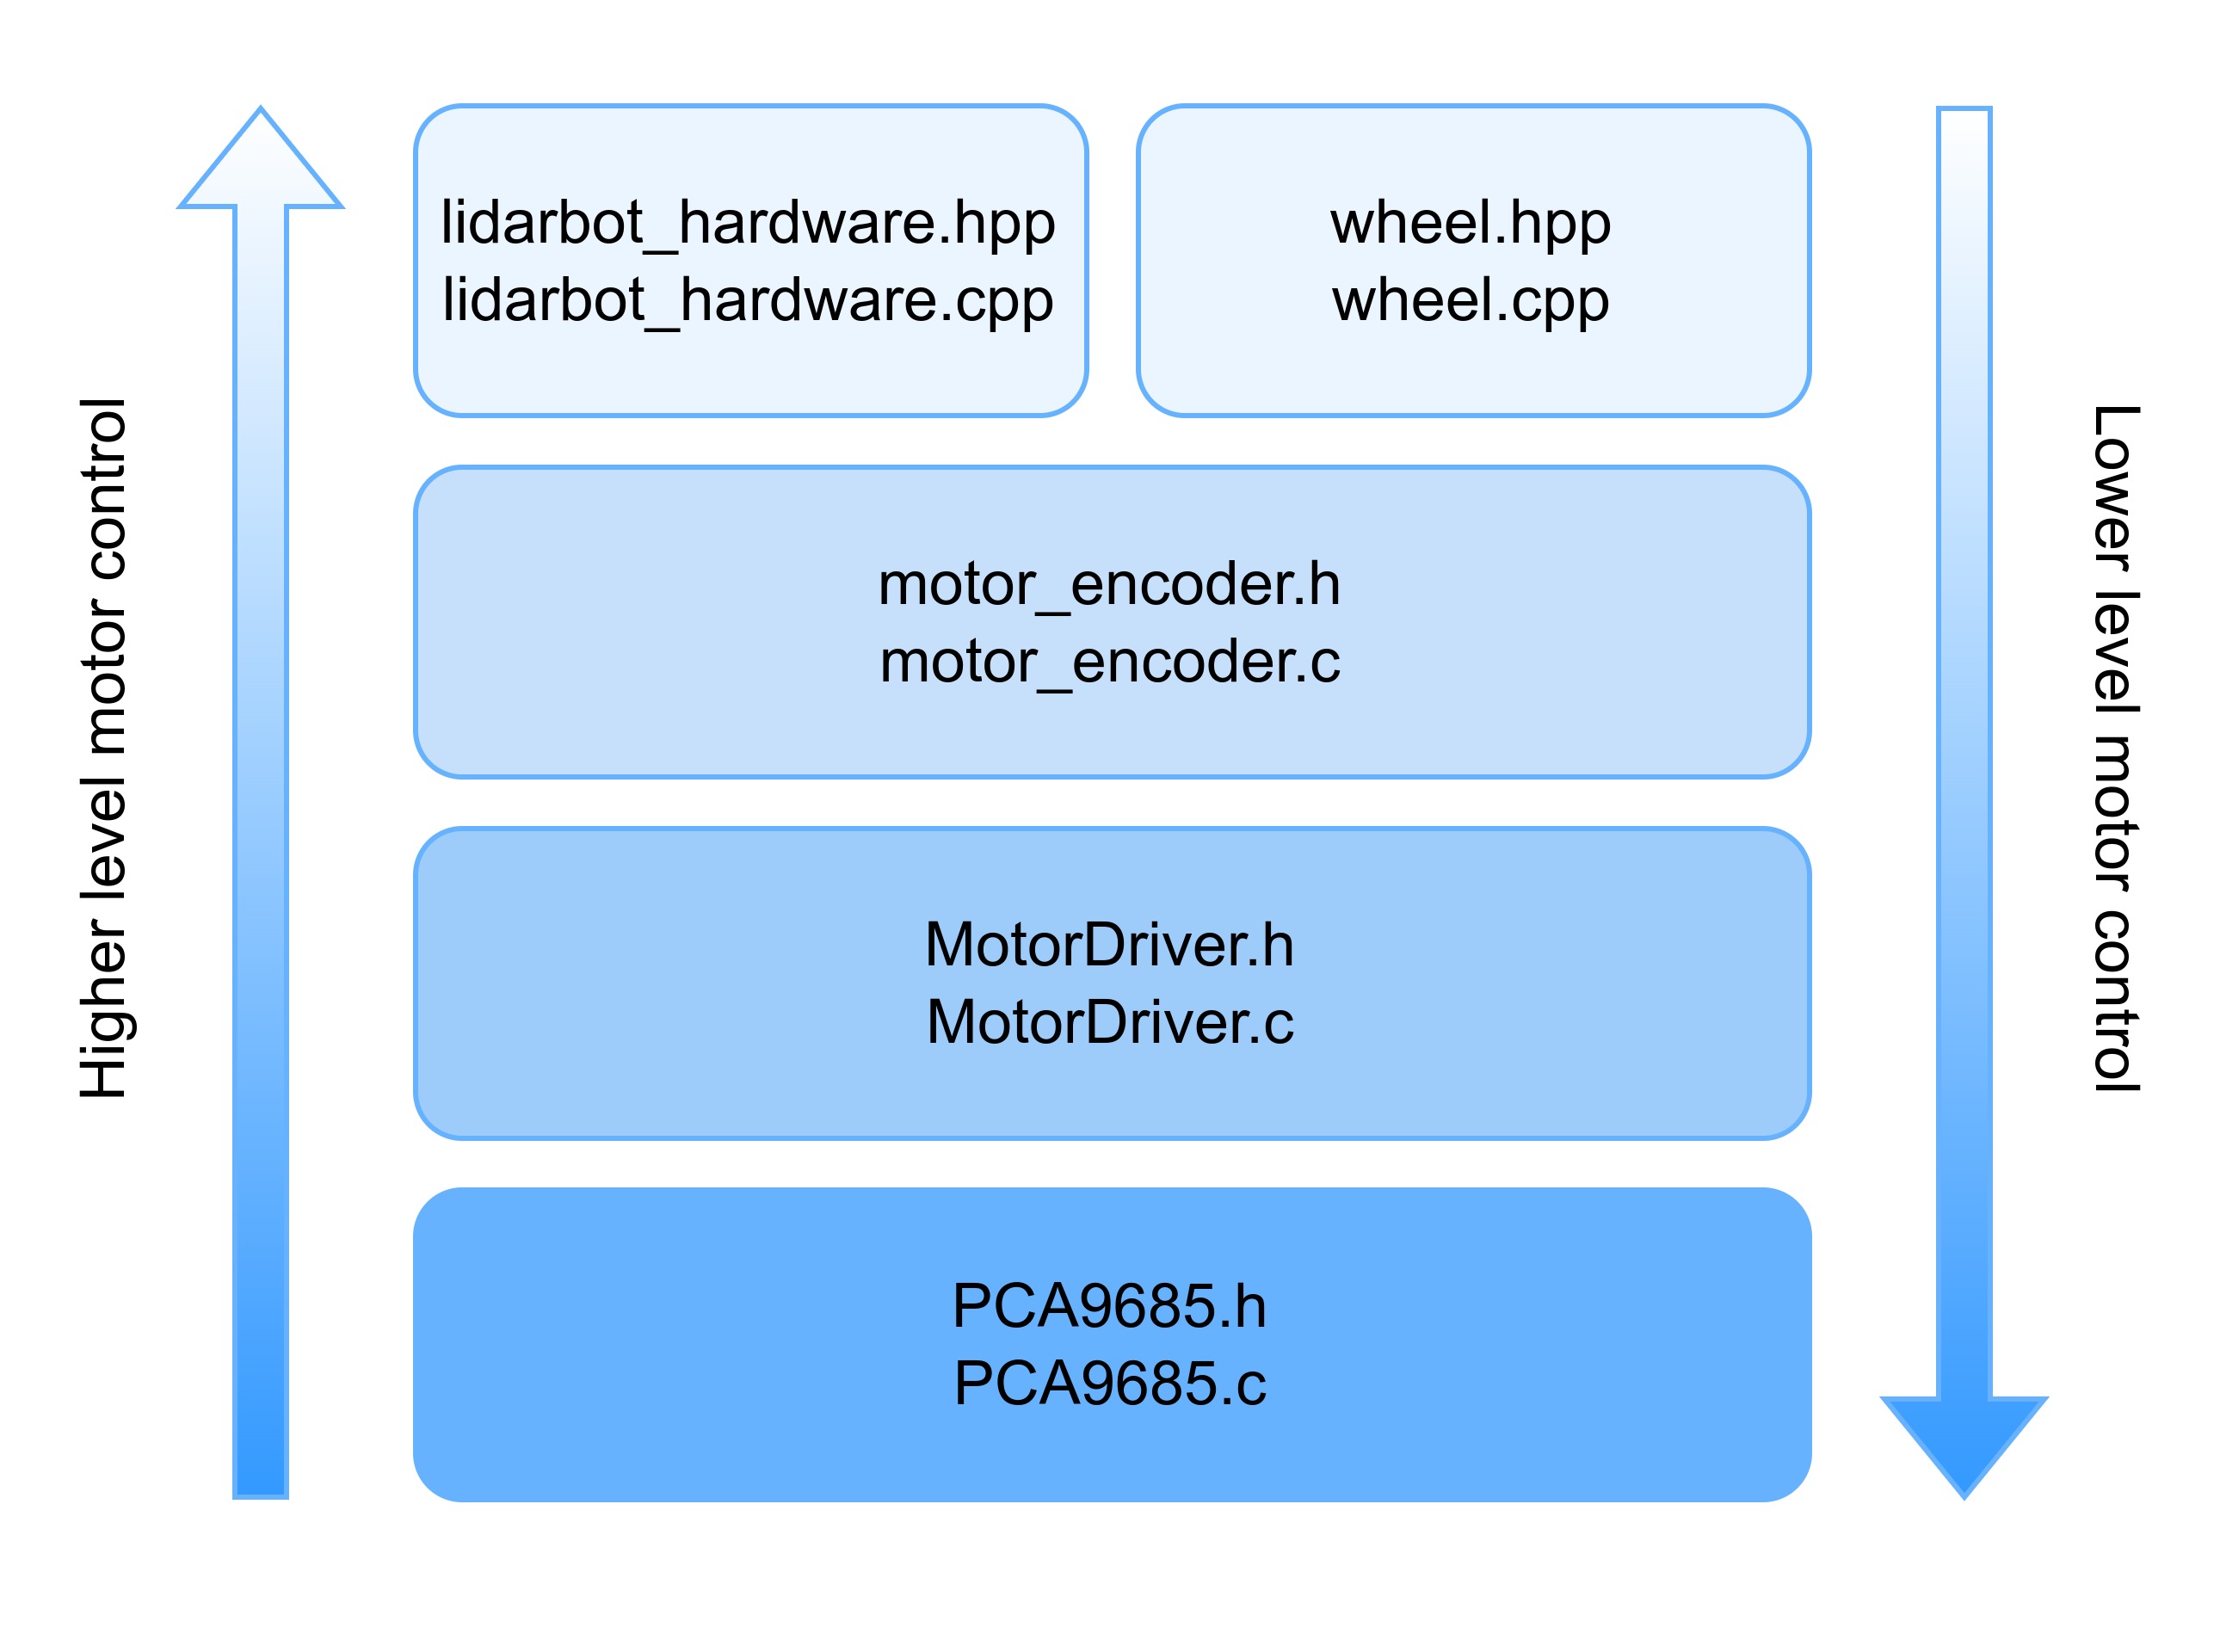 Higher level motor control
lidarbot_hardware.hpp
lidarbot_hardware.cpp
wheel.hpp
wheel.cpp
motor_encoder.h
motor_encoder.c
MotorDriver.h
MotorDriver.c
PCA9685.h
PCA9685.c
Lower level motor control